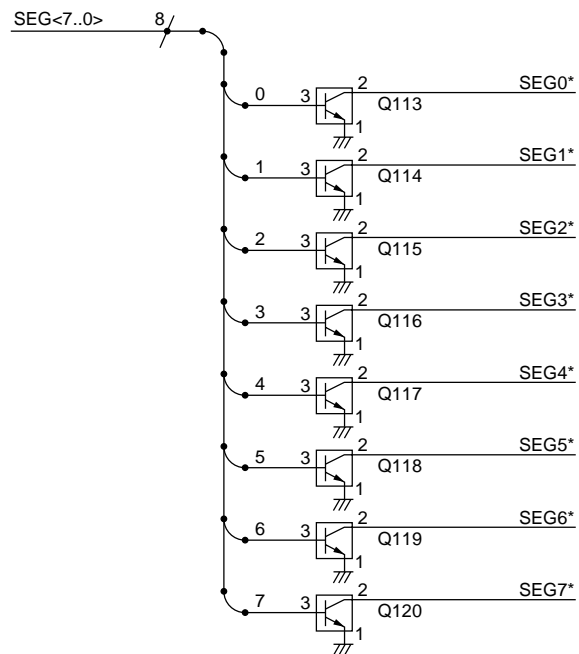 SEG<7..0> 8
0 3 2 SEG0*
Q113
1
1 3 2 SEG1*
Q114
1
2 3 2 SEG2*
Q115
1
3 3 2 SEG3*
Q116
1
4 3 2 SEG4*
Q117
1
5 3 2 SEG5*
Q118
1
6 3 2 SEG6*
Q119
1
7 3 2 SEG7*
Q120
1